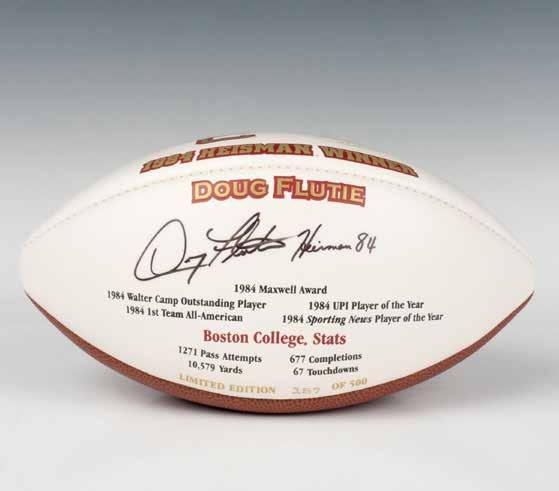 1984 HEISMAN WINNER
DOUG FLUTIE
Doug Flutie Heisman 84
1984 Maxwell Award
1984 Walter Camp Outstanding Player 1984 UPI Player of the Year
1984 1st Team All-American 1984 Sporting News Player of the Year
Boston College, Stats
1271 Pass Attempts 677 Completions
10,579 Yards 67 Touchdowns
LIMITED EDITION OF 500